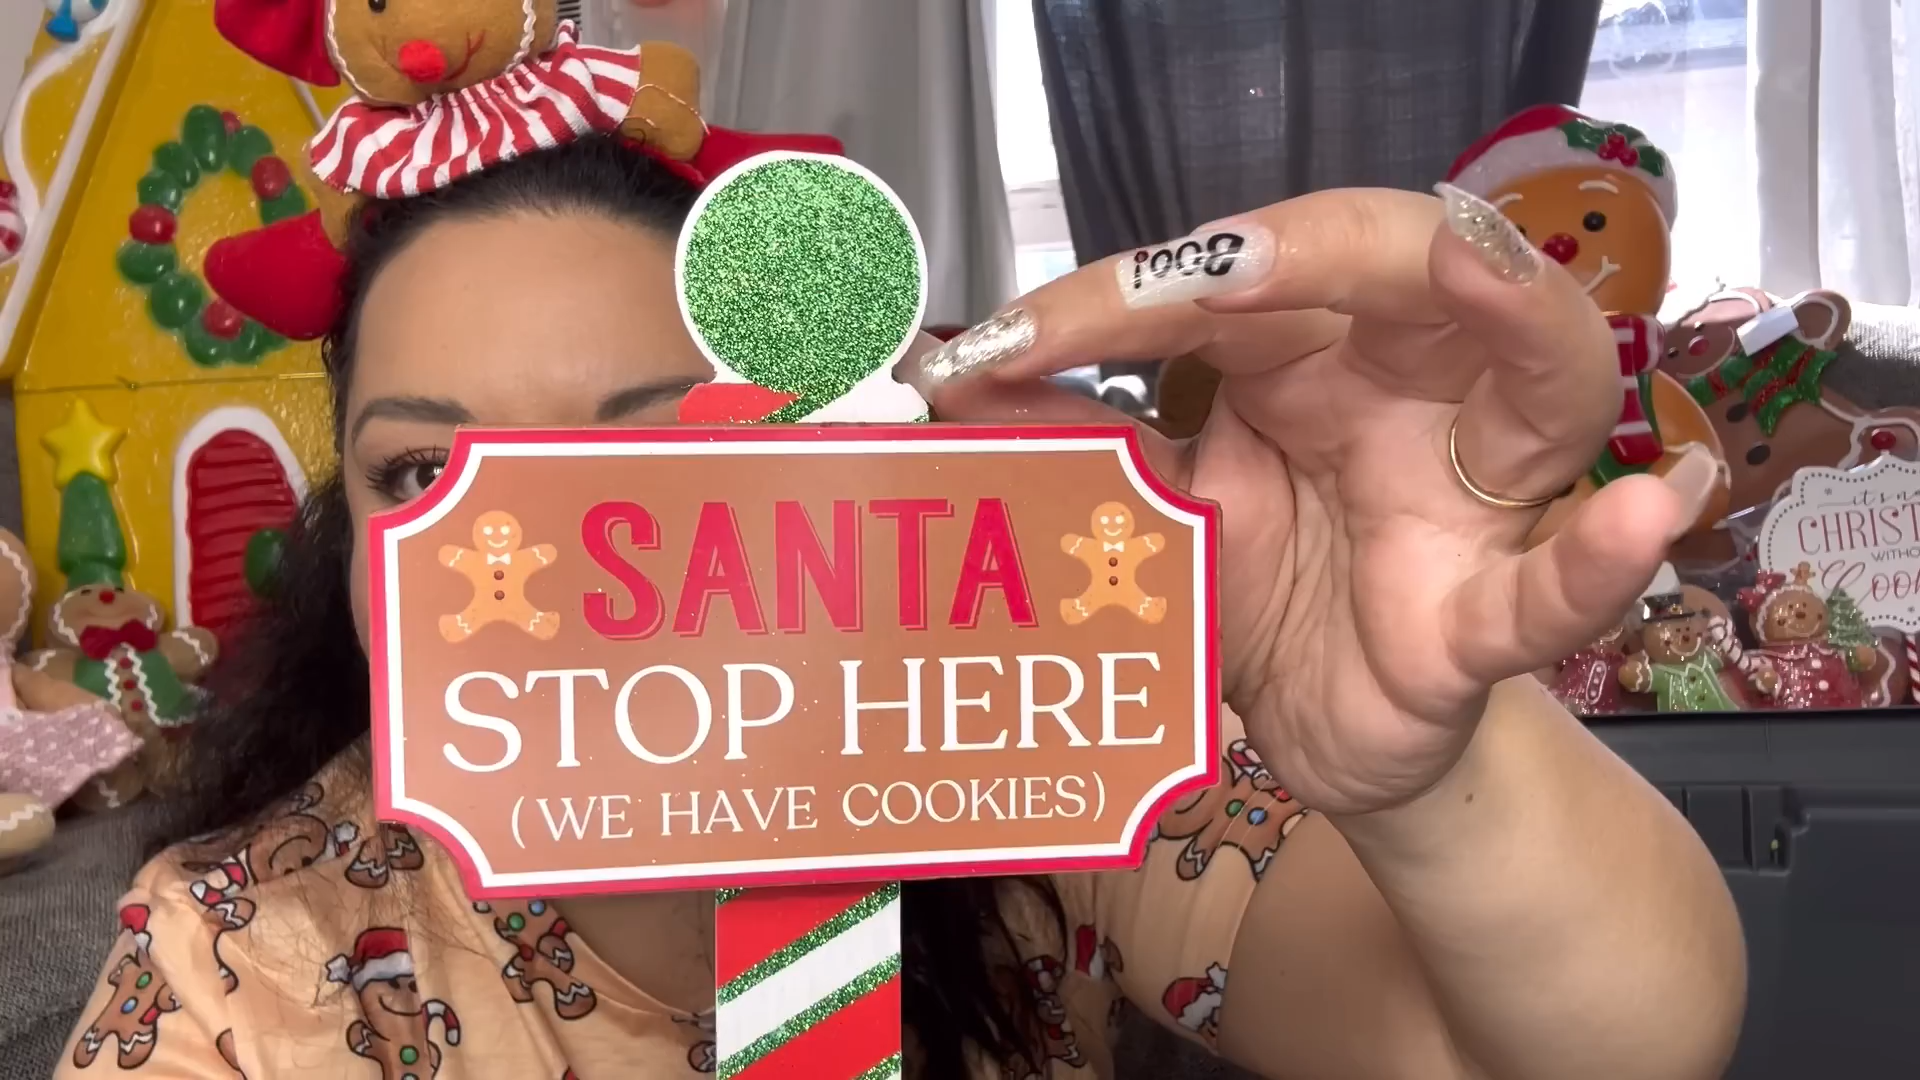 SANTA
STOP HERE
(WE HAVE COOKIES)
Boo!
CHRIST